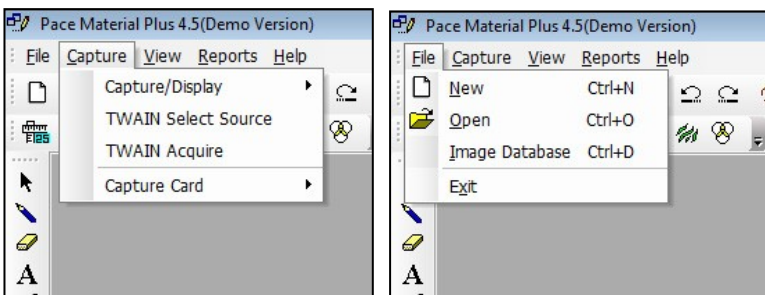 Pace Material Plus 4.5(Demo Version)
File Capture View Reports Help
Capture/Display
TWAIN Select Source
TWAIN Acquire
Capture Card
A
Pace Material Plus 4.5(Demo Version)
File Capture View Reports Help
New Ctrl+N
Open Ctrl+O
Image Database Ctrl+D
Exit
A